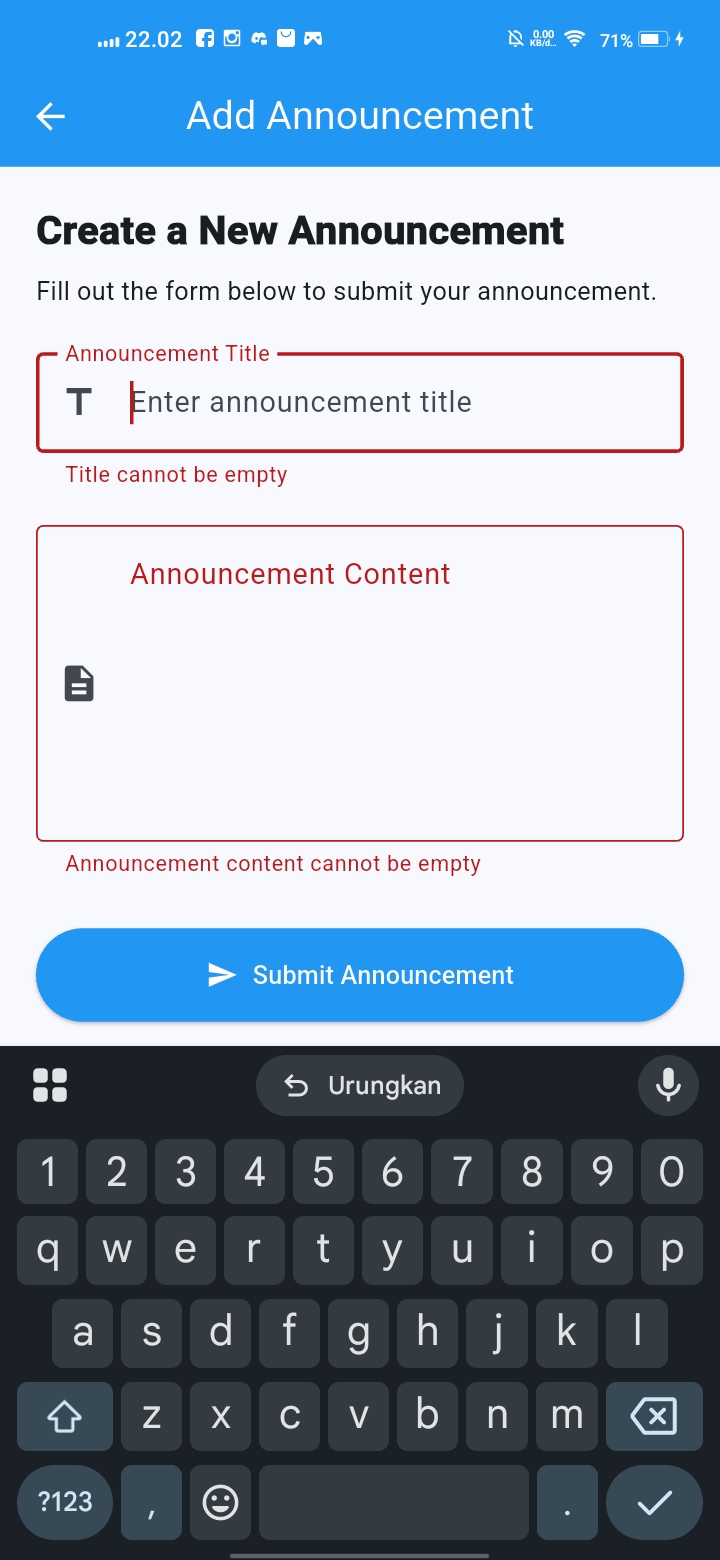 22.02
0.00
KB/d...
71%
Add Announcement
Create a New Announcement
Fill out the form below to submit your announcement.
Announcement Title
Enter announcement title
Title cannot be empty
Announcement Content
Announcement content cannot be empty
Submit Announcement
Urungkan
1 2 3 4 5 6 7 8 9 0
q w e r t y u i o p
a s d f g h j k l
z x c v b n m
?123 , .